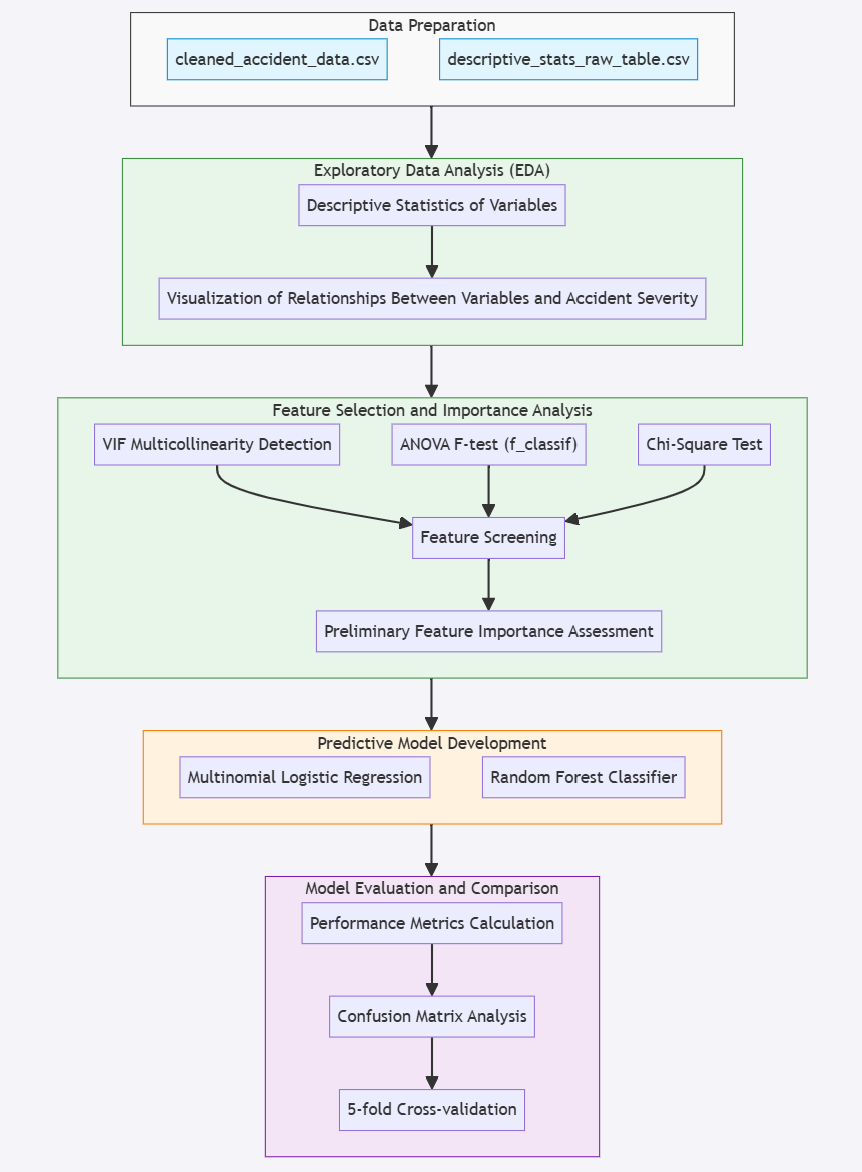 Data Preparation
cleaned_accident_data.csv
descriptive_stats_raw_table.csv
Exploratory Data Analysis (EDA)
Descriptive Statistics of Variables
Visualization of Relationships Between Variables and Accident Severity
Feature Selection and Importance Analysis
VIF Multicollinearity Detection
ANOVA F-test (f_classif)
Chi-Square Test
Feature Screening
Preliminary Feature Importance Assessment
Predictive Model Development
Multinomial Logistic Regression
Random Forest Classifier
Model Evaluation and Comparison
Performance Metrics Calculation
Confusion Matrix Analysis
5-fold Cross-validation